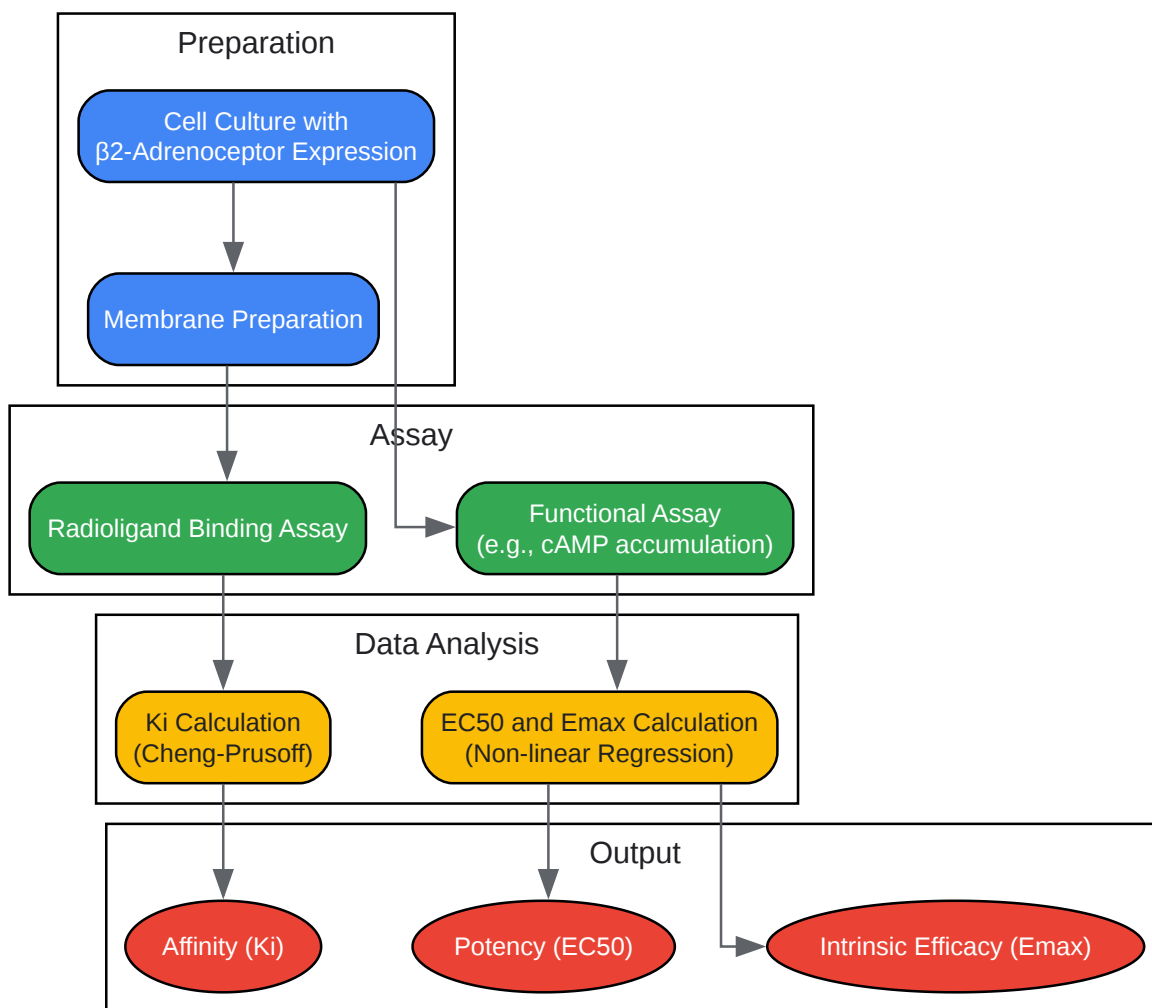 Preparation
Cell Culture with
β2-Adrenoceptor Expression
Membrane Preparation
Assay
Radioligand Binding Assay
Functional Assay
(e.g., cAMP accumulation)
Data Analysis
Ki Calculation
(Cheng-Prusoff)
EC50 and Emax Calculation
(Non-linear Regression)
Output
Affinity (Ki)
Potency (EC50)
Intrinsic Efficacy (Emax)